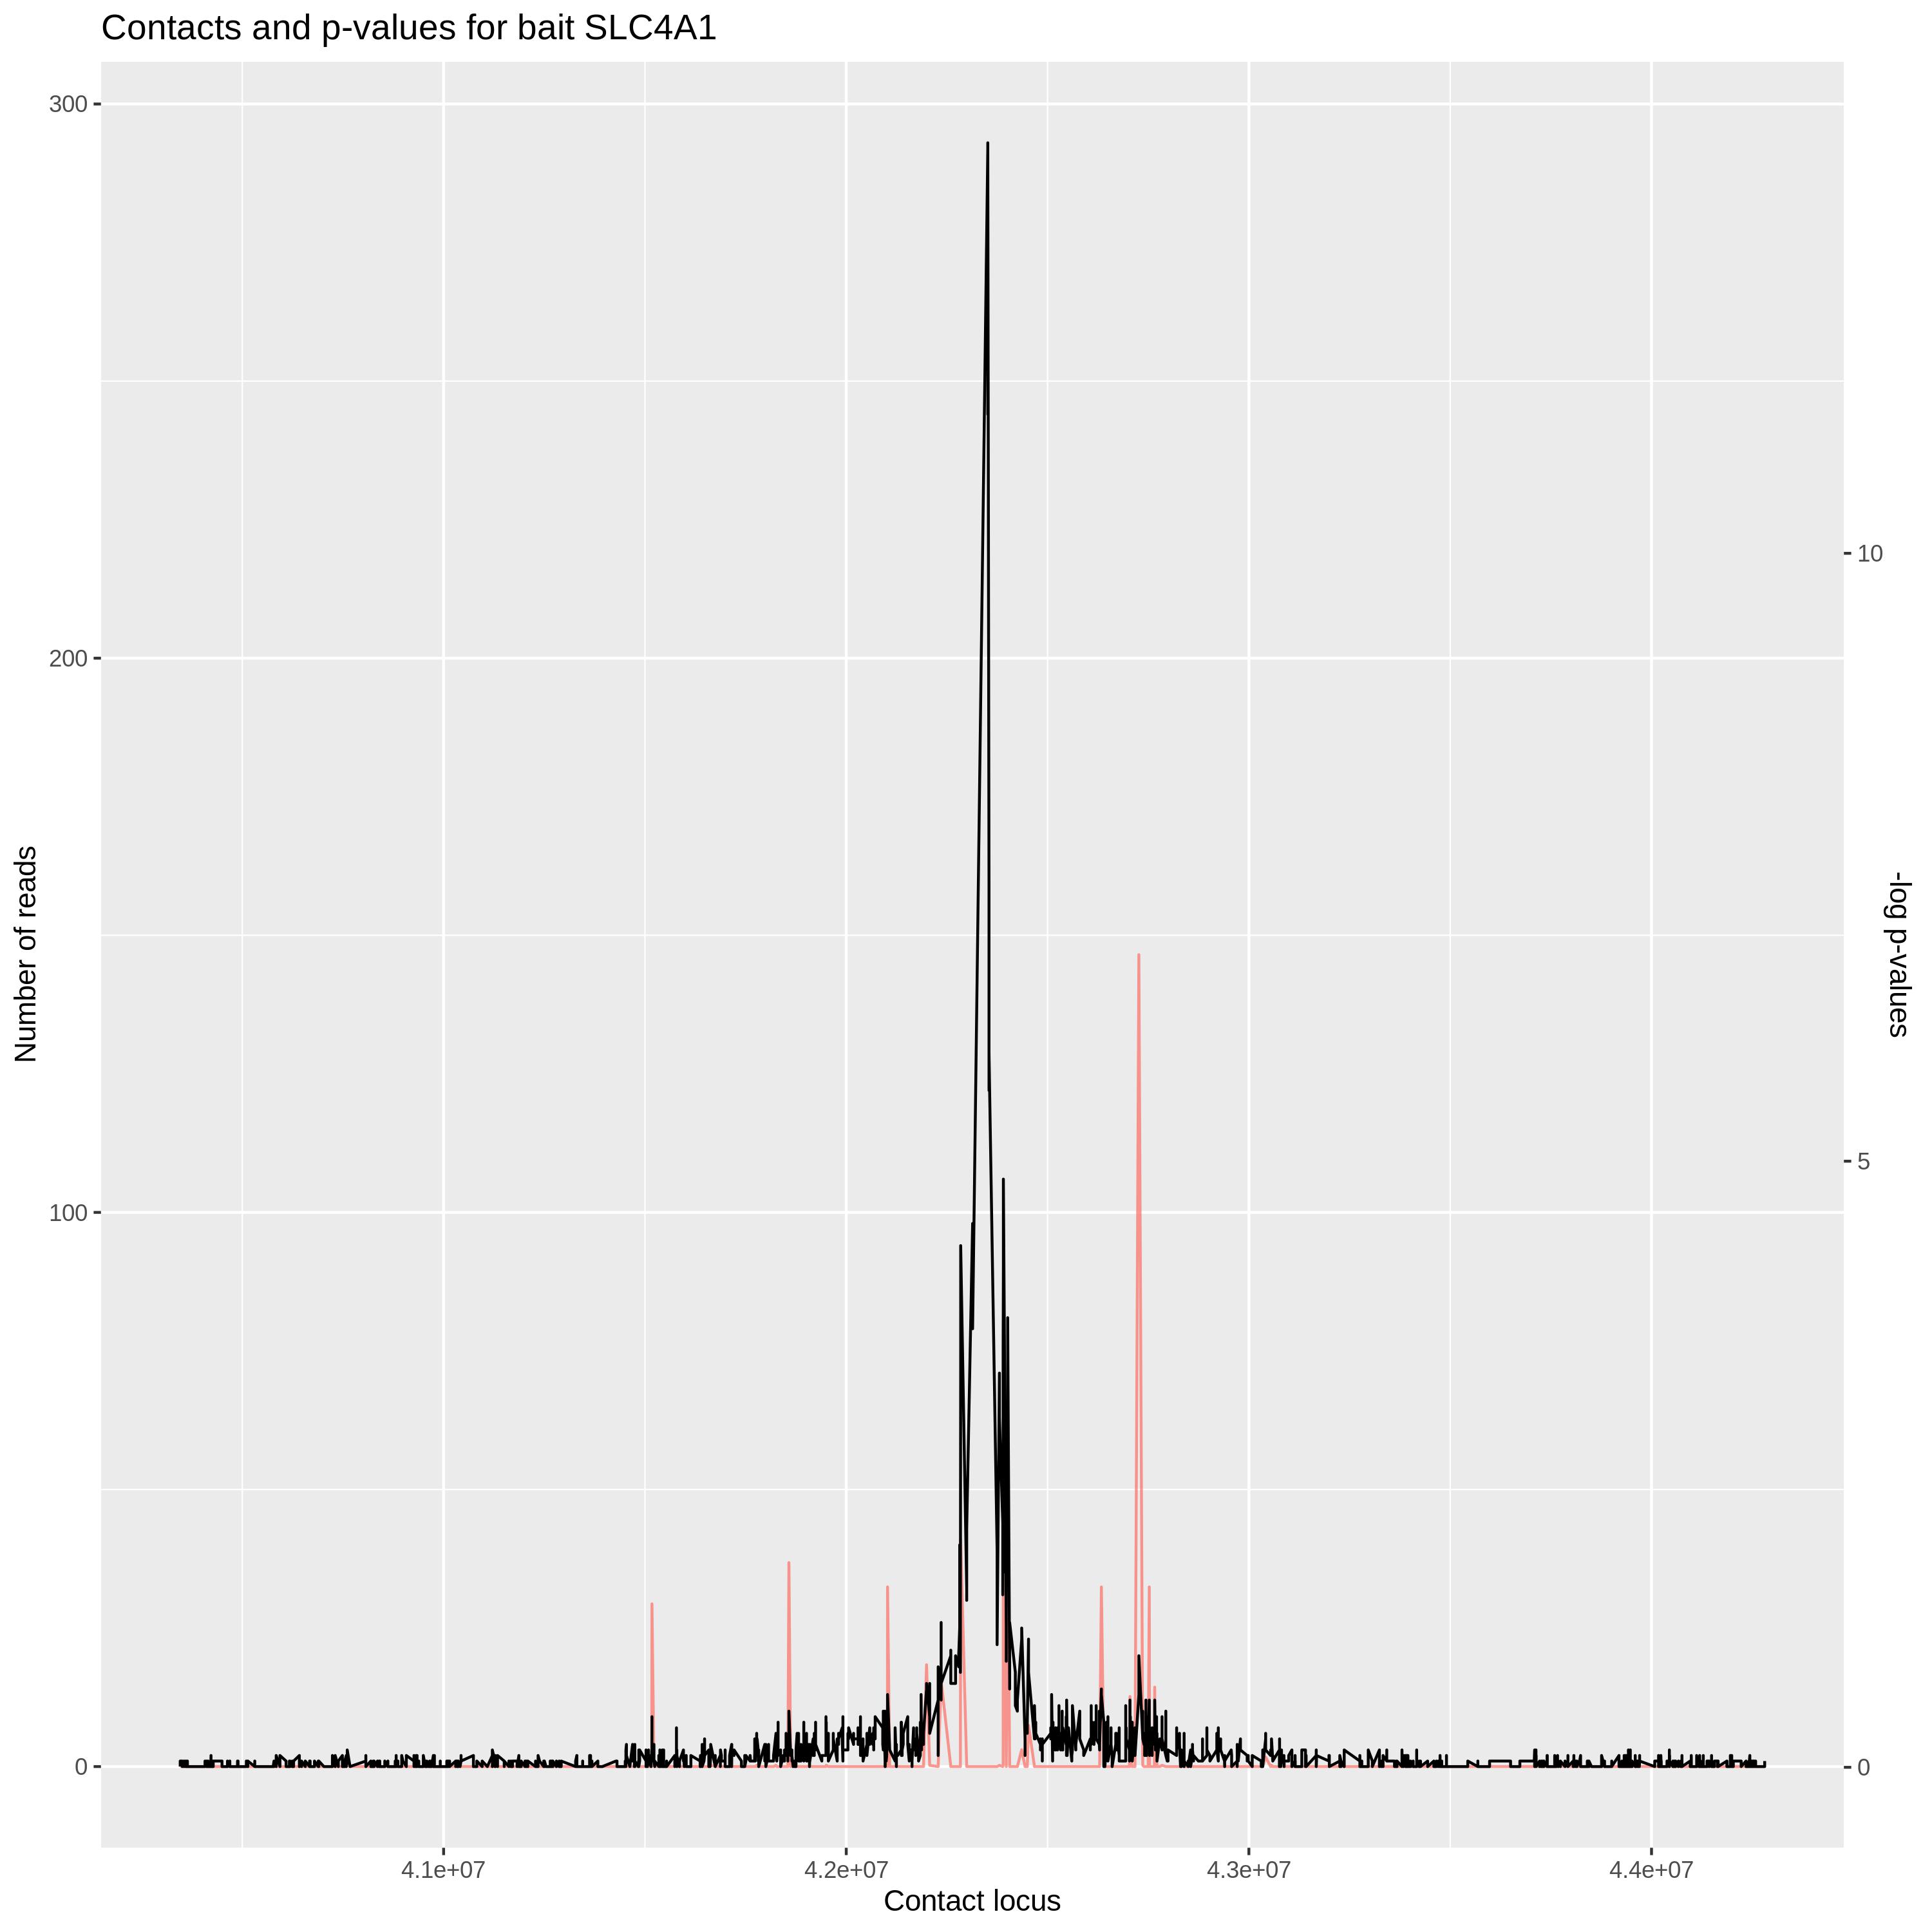 Contacts and p-values for bait SLC4A1
300
200
100
0
Number of reads
10
5
0
-log p-values
4.1e+07
4.2e+07
4.3e+07
4.4e+07
Contact locus